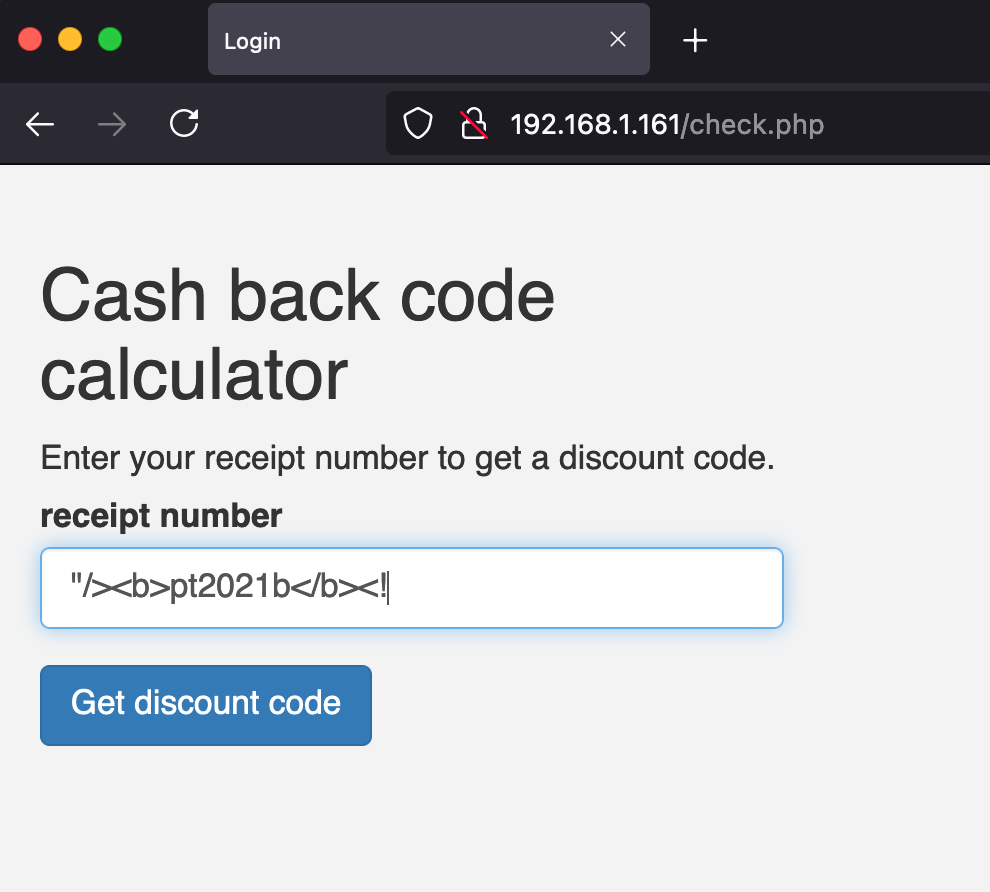 Login
192.168.1.161/check.php
Cash back code
calculator
Enter your receipt number to get a discount code.
receipt number
"/><b>pt2021b</b><!
Get discount code